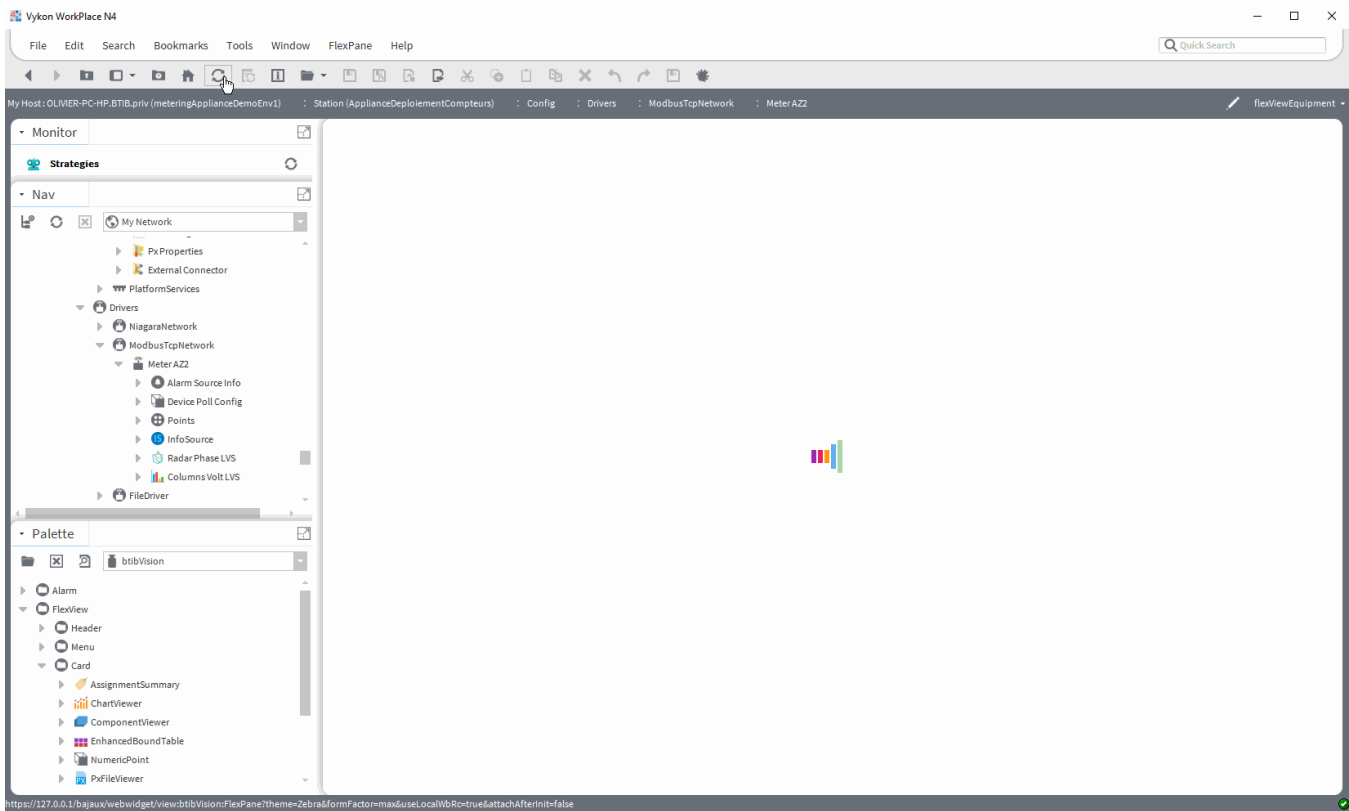 Vykon WorkPlace N4
File Edit Search Bookmarks Tools Window FlexPane Help
Quick Search
My Host : OLIVIER-PC-HP.BTIB.priv (meteringApplianceDemoEnv1) : Station (ApplianceDeploiementCompteurs) : Config : Drivers : ModbusTcpNetwork : Meter AZ2
flexViewEquipment
Monitor
Strategies
Nav
My Network
PxProperties
External Connector
PlatformServices
Drivers
NiagaraNetwork
ModbusTcpNetwork
Meter AZ2
Alarm Source Info
Device Poll Config
Points
InfoSource
Radar Phase LVS
Columns Volt LVS
FileDriver
Palette
btibVision
Alarm
FlexView
Header
Menu
Card
AssignmentSummary
ChartViewer
ComponentViewer
EnhancedBoundTable
NumericPoint
PxFileViewer
https://127.0.0.1/bajaux/webwidget/view:btibVision:FlexPane?theme=Zebra&formFactor=max&useLocalWbRc=true&attachAfterInit=false